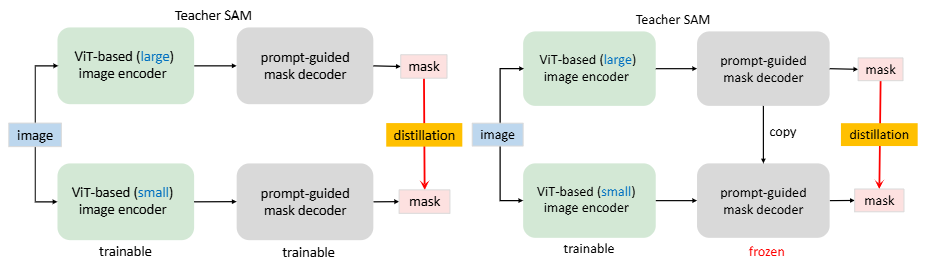 Teacher SAM
ViT-based (large)
image encoder
prompt-guided
mask decoder
mask
image
distillation
ViT-based (small)
image encoder
prompt-guided
mask decoder
mask
trainable
trainable
Teacher SAM
ViT-based (large)
image encoder
prompt-guided
mask decoder
mask
image
copy
distillation
ViT-based (small)
image encoder
prompt-guided
mask decoder
mask
trainable
frozen